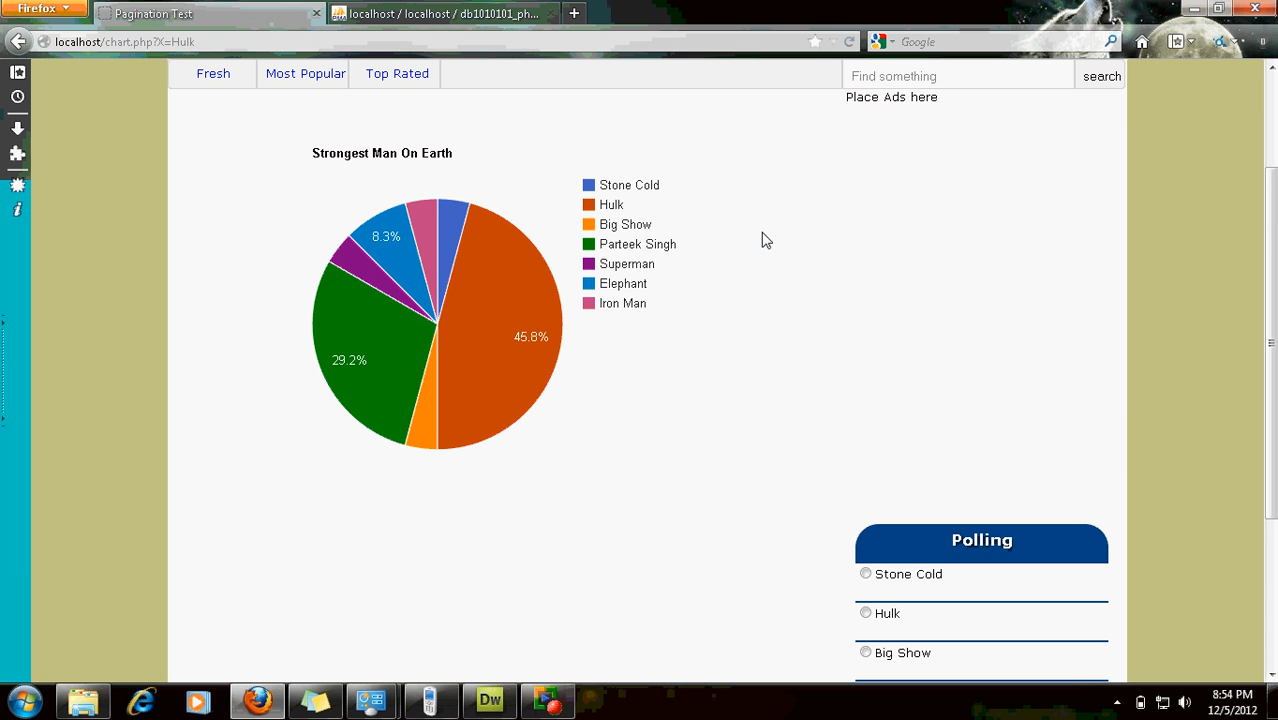 Firefox
Pagination Test
localhost / localhost / db1010101_ph...
localhost/chart.php?X=Hulk
Google
Fresh
Most Popular
Top Rated
Find something
search
Place Ads here
Strongest Man On Earth
Stone Cold
Hulk
Big Show
Parteek Singh
Superman
Elephant
Iron Man
8.3%
45.8%
29.2%
Polling
Stone Cold
Hulk
Big Show
Dw
8:54 PM
12/5/2012